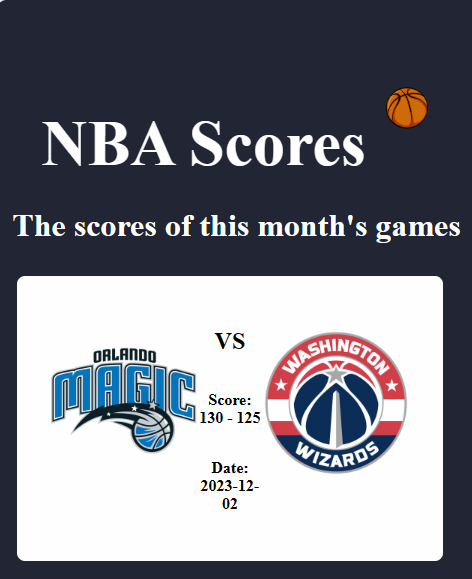 NBA Scores
The scores of this month's games
ORLANDO
MAGIC
VS
Score:
130 - 125
Date:
2023-12-
02
WASHINGTON
WIZARDS